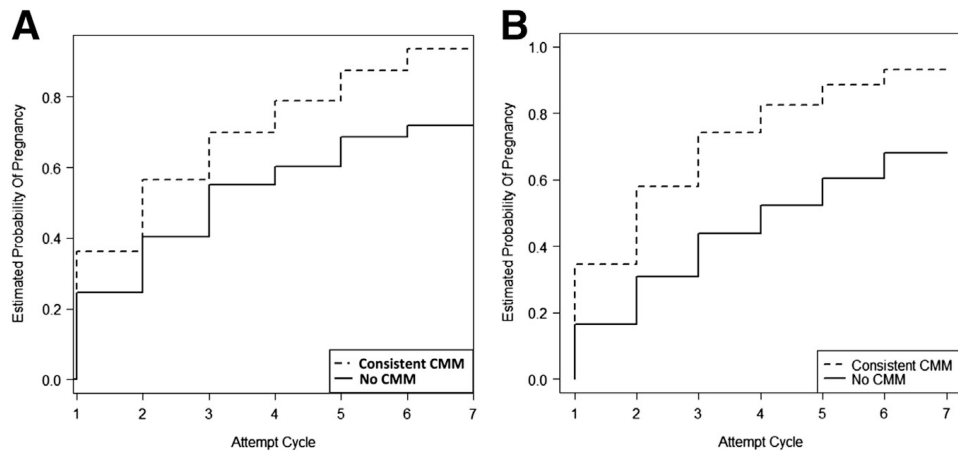 A
Estimated Probability Of Pregnancy
0.8
0.6
0.4
0.2
0.0
Consistent CMM
No CMM
1 2 3 4 5 6 7
Attempt Cycle
B
Estimated Probability Of Pregnancy
1.0
0.8
0.6
0.4
0.2
0.0
Consistent CMM
No CMM
1 2 3 4 5 6 7
Attempt Cycle